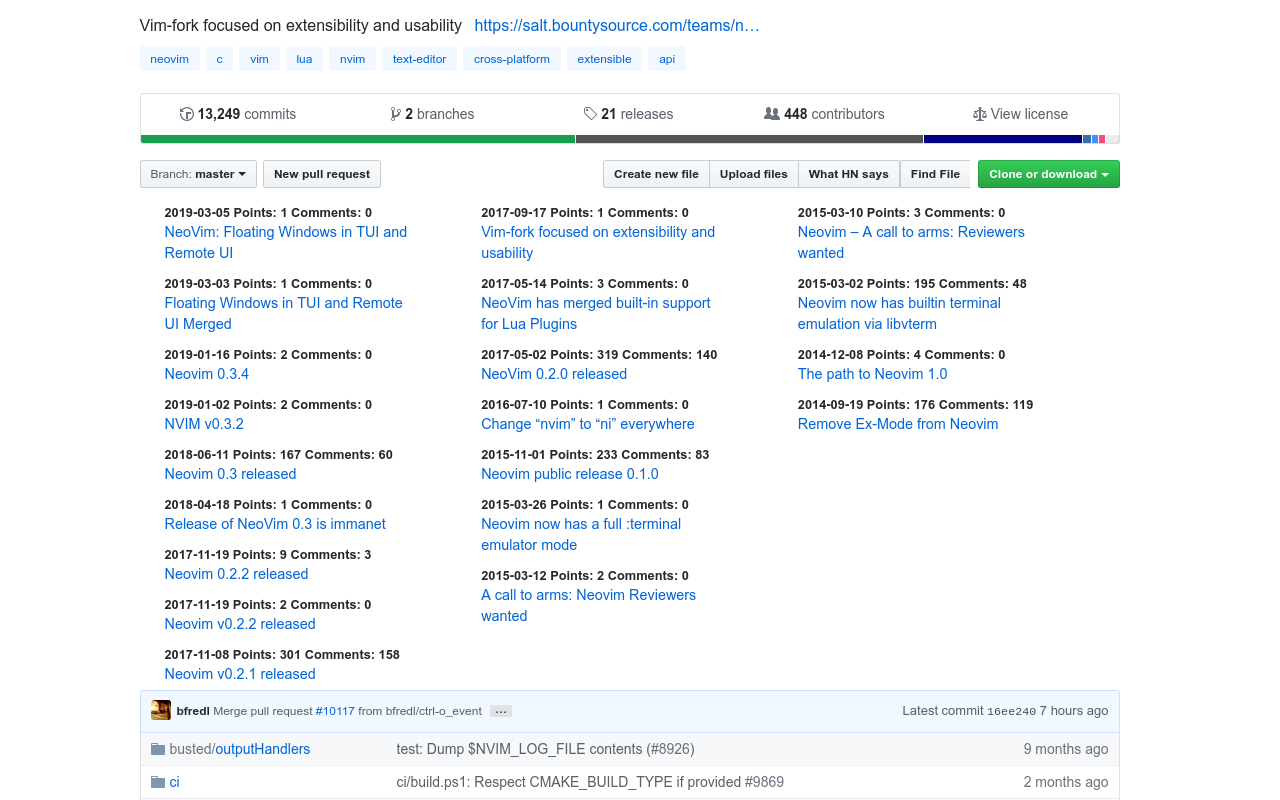 Vim-fork focused on extensibility and usability https://salt.bountysource.com/teams/n…
neovim c vim lua nvim text-editor cross-platform extensible api
13,249 commits 2 branches 21 releases 448 contributors View license
Branch: master New pull request Create new file Upload files What HN says Find File Clone or download
2019-03-05 Points: 1 Comments: 0
NeoVim: Floating Windows in TUI and
Remote UI
2019-03-03 Points: 1 Comments: 0
Floating Windows in TUI and Remote
UI Merged
2019-01-16 Points: 2 Comments: 0
Neovim 0.3.4
2019-01-02 Points: 2 Comments: 0
NVIM v0.3.2
2018-06-11 Points: 167 Comments: 60
Neovim 0.3 released
2018-04-18 Points: 1 Comments: 0
Release of NeoVim 0.3 is immanet
2017-11-19 Points: 9 Comments: 3
Neovim 0.2.2 released
2017-11-19 Points: 2 Comments: 0
Neovim v0.2.2 released
2017-11-08 Points: 301 Comments: 158
Neovim v0.2.1 released
2017-09-17 Points: 1 Comments: 0
Vim-fork focused on extensibility and
usability
2017-05-14 Points: 3 Comments: 0
NeoVim has merged built-in support
for Lua Plugins
2017-05-02 Points: 319 Comments: 140
NeoVim 0.2.0 released
2016-07-10 Points: 1 Comments: 0
Change “nvim” to “ni” everywhere
2015-11-01 Points: 233 Comments: 83
Neovim public release 0.1.0
2015-03-26 Points: 1 Comments: 0
Neovim now has a full :terminal
emulator mode
2015-03-12 Points: 2 Comments: 0
A call to arms: Neovim Reviewers
wanted
2015-03-10 Points: 3 Comments: 0
Neovim – A call to arms: Reviewers
wanted
2015-03-02 Points: 195 Comments: 48
Neovim now has builtin terminal
emulation via libvterm
2014-12-08 Points: 4 Comments: 0
The path to Neovim 1.0
2014-09-19 Points: 176 Comments: 119
Remove Ex-Mode from Neovim
bfredl Merge pull request #10117 from bfredl/ctrl-o_event … Latest commit 16ee240 7 hours ago
busted/outputHandlers test: Dump $NVIM_LOG_FILE contents (#8926) 9 months ago
ci ci/build.ps1: Respect CMAKE_BUILD_TYPE if provided #9869 2 months ago